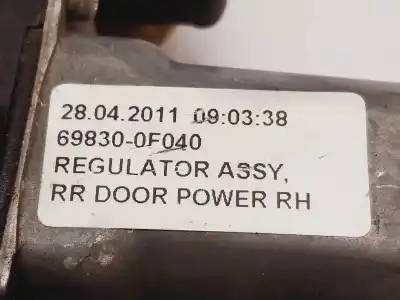 28.04.2011 09:03:38
69830-0F040
REGULATOR ASSY,
RR DOOR POWER RH